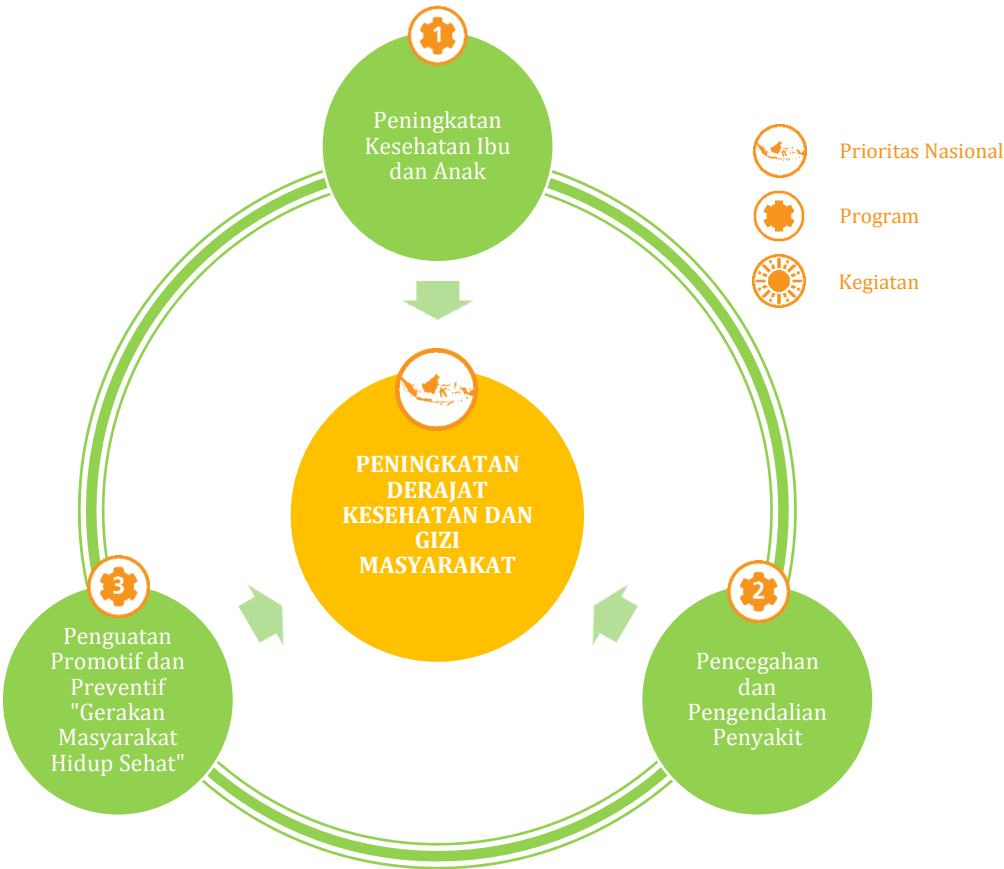 1
Peningkatan
Kesehatan Ibu
dan Anak
Prioritas Nasional
Program
Kegiatan
PENINGKATAN
DERAJAT
KESEHATAN DAN
GIZI
MASYARAKAT
3
Penguatan
Promotif dan
Preventif
"Gerakan
Masyarakat
Hidup Sehat"
2
Pencegahan
dan
Pengendalian
Penyakit